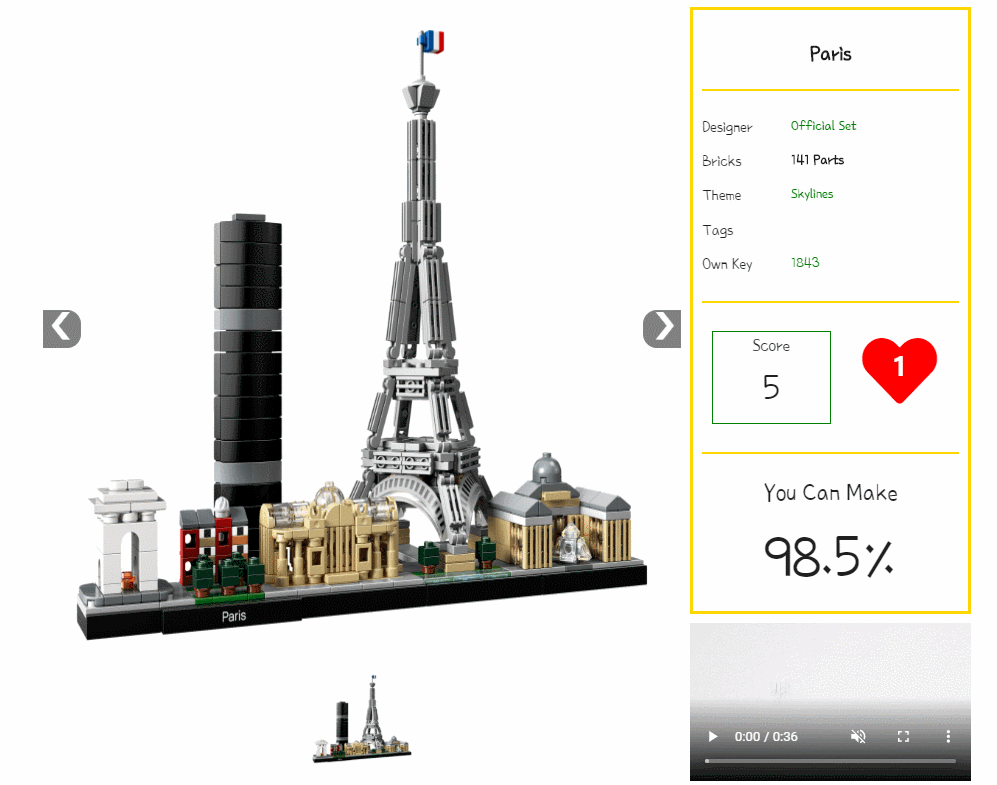 Paris
Designer Official Set
Bricks 141 Parts
Theme Skylines
Tags
Own Key 1843
Score
5
1
You Can Make
98.5%
Paris
0:00 / 0:36